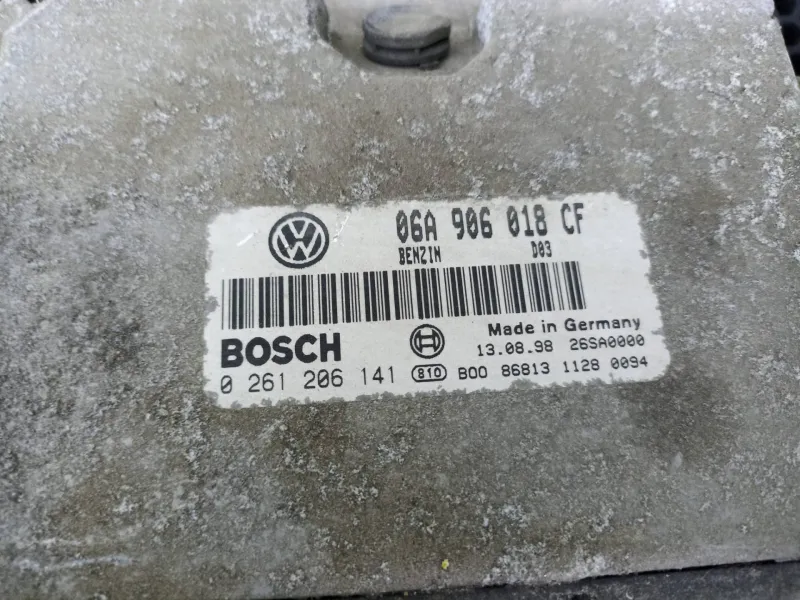 06A 906 018 CF
BENZIN D03
Made in Germany
BOSCH 13.08.98 26SA0000
0 261 206 141 810 B00 86813 1128 0094